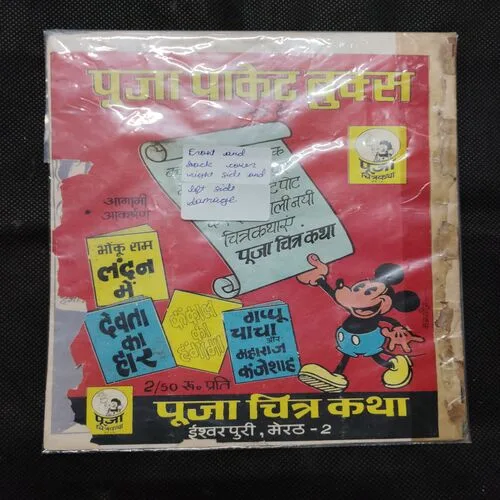 पूजा पाकेट बुक्स
Front and
back cover
right side and
left side
damage
पूजा
चित्रकथा
आगामी
आकर्षण
चित्रकथाएं
पूजा चित्र कथा
भोंकू राम
लंदन
में
देवता
का
हार
का
हंगामा
गप्पू
चाचा
और
महाराज
कंजेशाह
2/50 रू. प्रति
पूजा
चित्रकथा
पूजा चित्र कथा
ईश्वरपुरी, मेरठ - 2